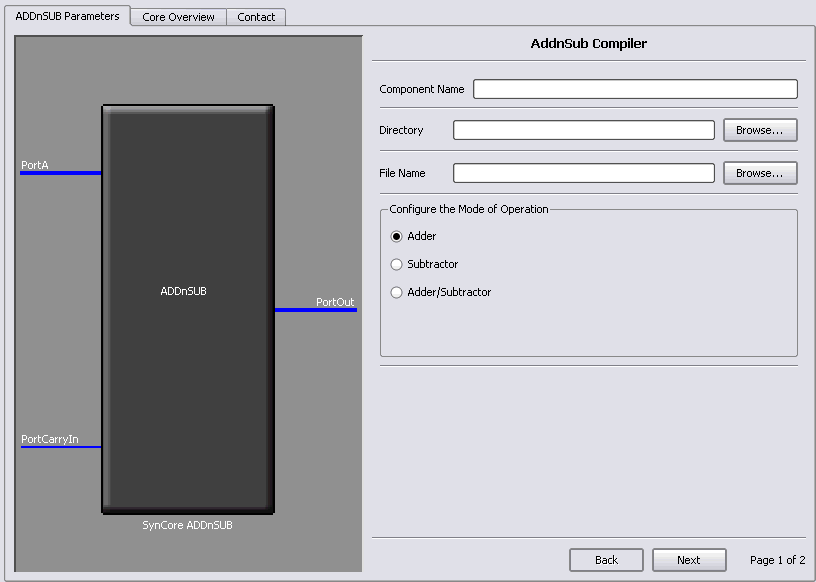 ADDnSUB Parameters
Core Overview
Contact
PortA
ADDnSUB
PortOut
PortCarryIn
SynCore ADDnSUB
AddnSub Compiler
Component Name
Directory
Browse...
File Name
Browse...
Configure the Mode of Operation
Adder
Subtractor
Adder/Subtractor
Back
Next
Page 1 of 2